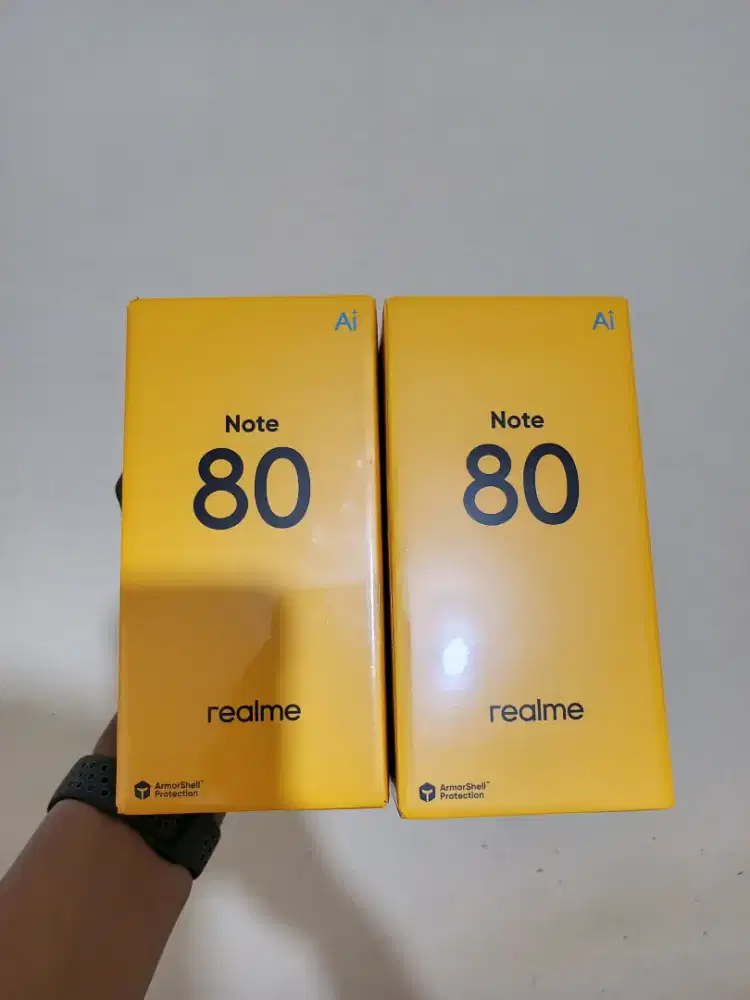 Ai
Note
80
realme
ArmorShell™
Protection
Ai
Note
80
realme
ArmorShell™
Protection